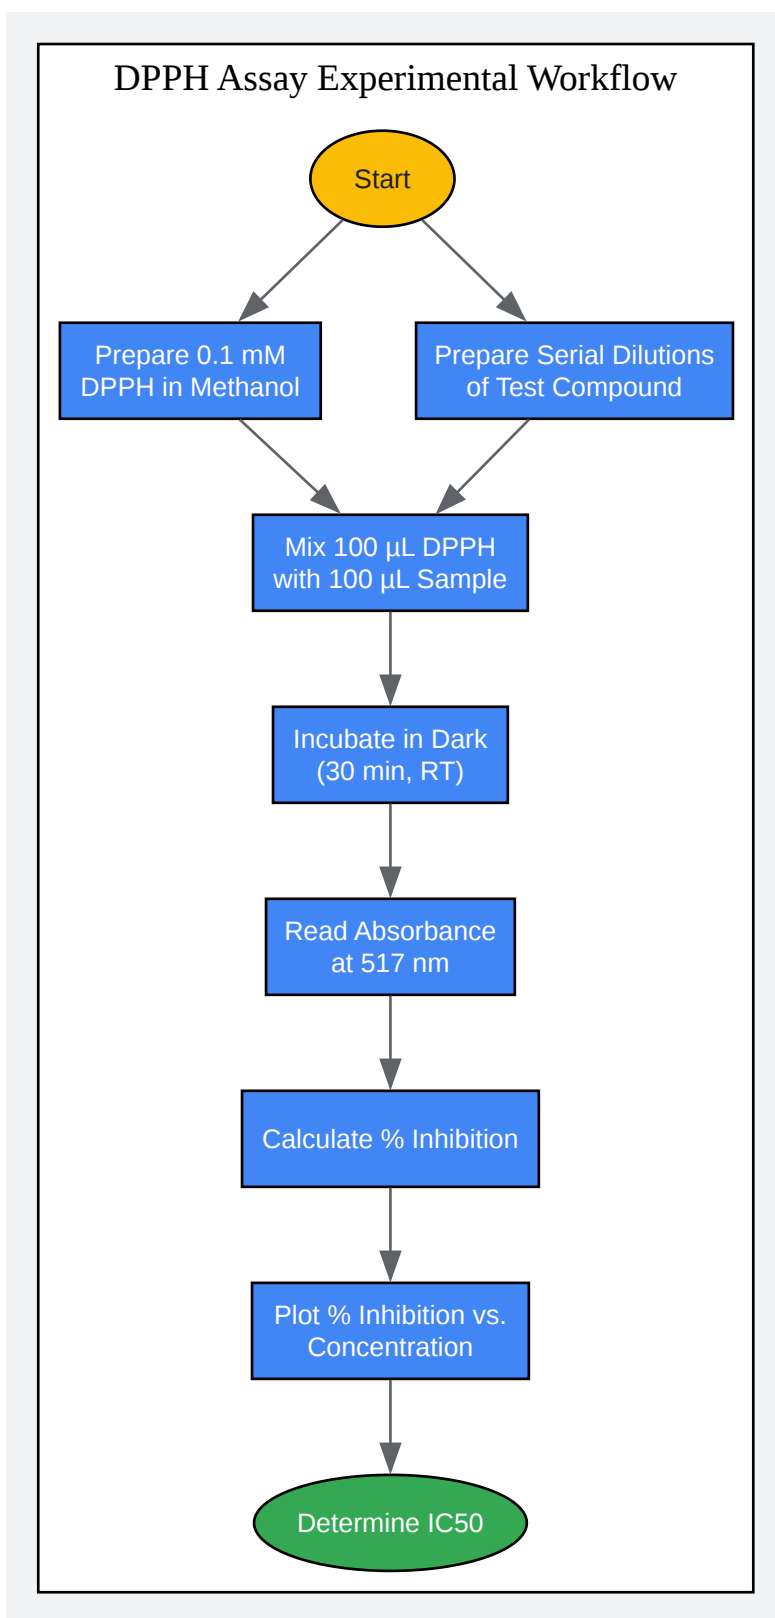 DPPH Assay Experimental Workflow
Start
Prepare 0.1 mM
DPPH in Methanol
Prepare Serial Dilutions
of Test Compound
Mix 100 µL DPPH
with 100 µL Sample
Incubate in Dark
(30 min, RT)
Read Absorbance
at 517 nm
Calculate % Inhibition
Plot % Inhibition vs.
Concentration
Determine IC50